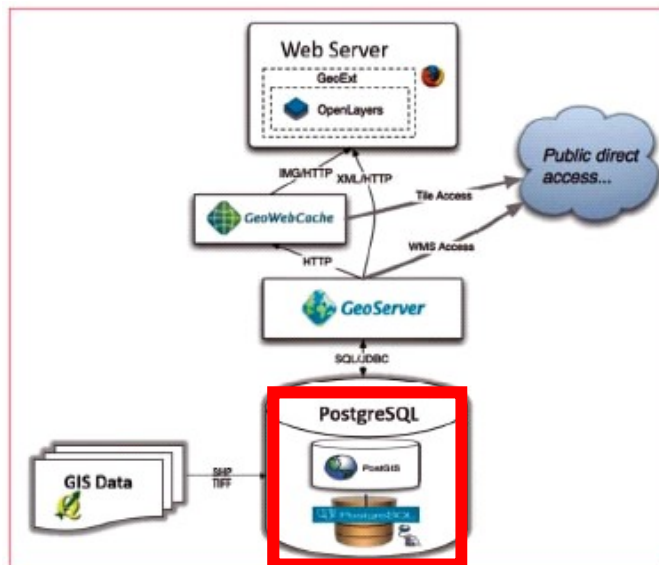 Web Server
GeoExt
OpenLayers
IMG/HTTP
XML/HTTP
Public direct
access...
Tile Access
GeoWebCache
WMS Access
HTTP
GeoServer
SQL/JDBC
PostgreSQL
PostGIS
GIS Data
SHP
TIFF
PostgreSQL